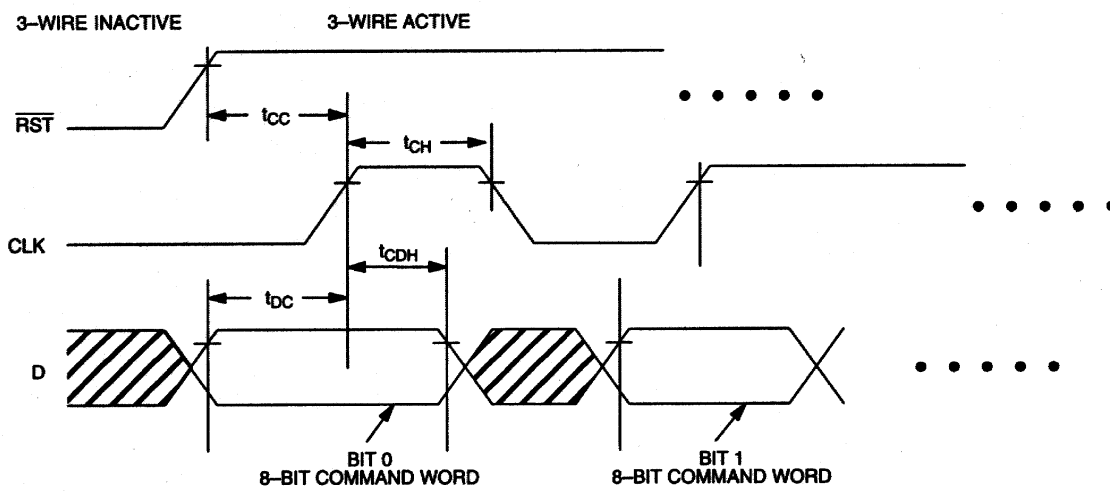 3–WIRE INACTIVE
3–WIRE ACTIVE
RST
tCC
tCH
CLK
tCDH
tDC
D
BIT 0
8–BIT COMMAND WORD
BIT 1
8–BIT COMMAND WORD